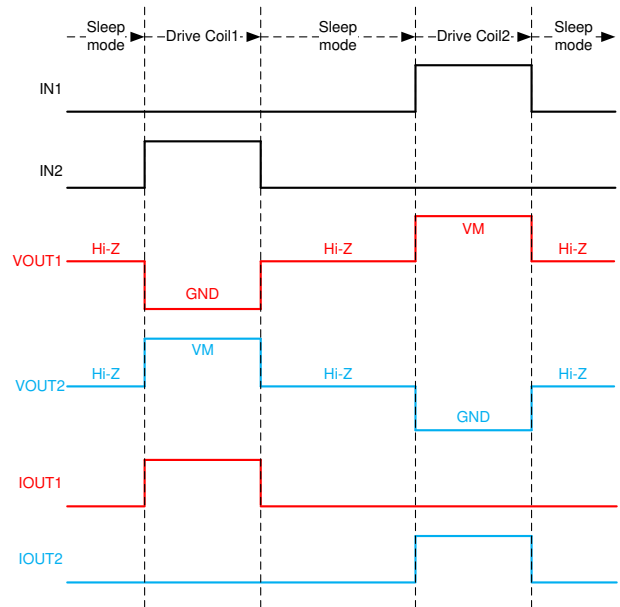 Sleep mode
Drive Coil1
Sleep mode
Drive Coil2
Sleep mode
IN1
IN2
VOUT1
Hi-Z
GND
Hi-Z
VM
Hi-Z
VOUT2
Hi-Z
VM
Hi-Z
GND
Hi-Z
IOUT1
IOUT2